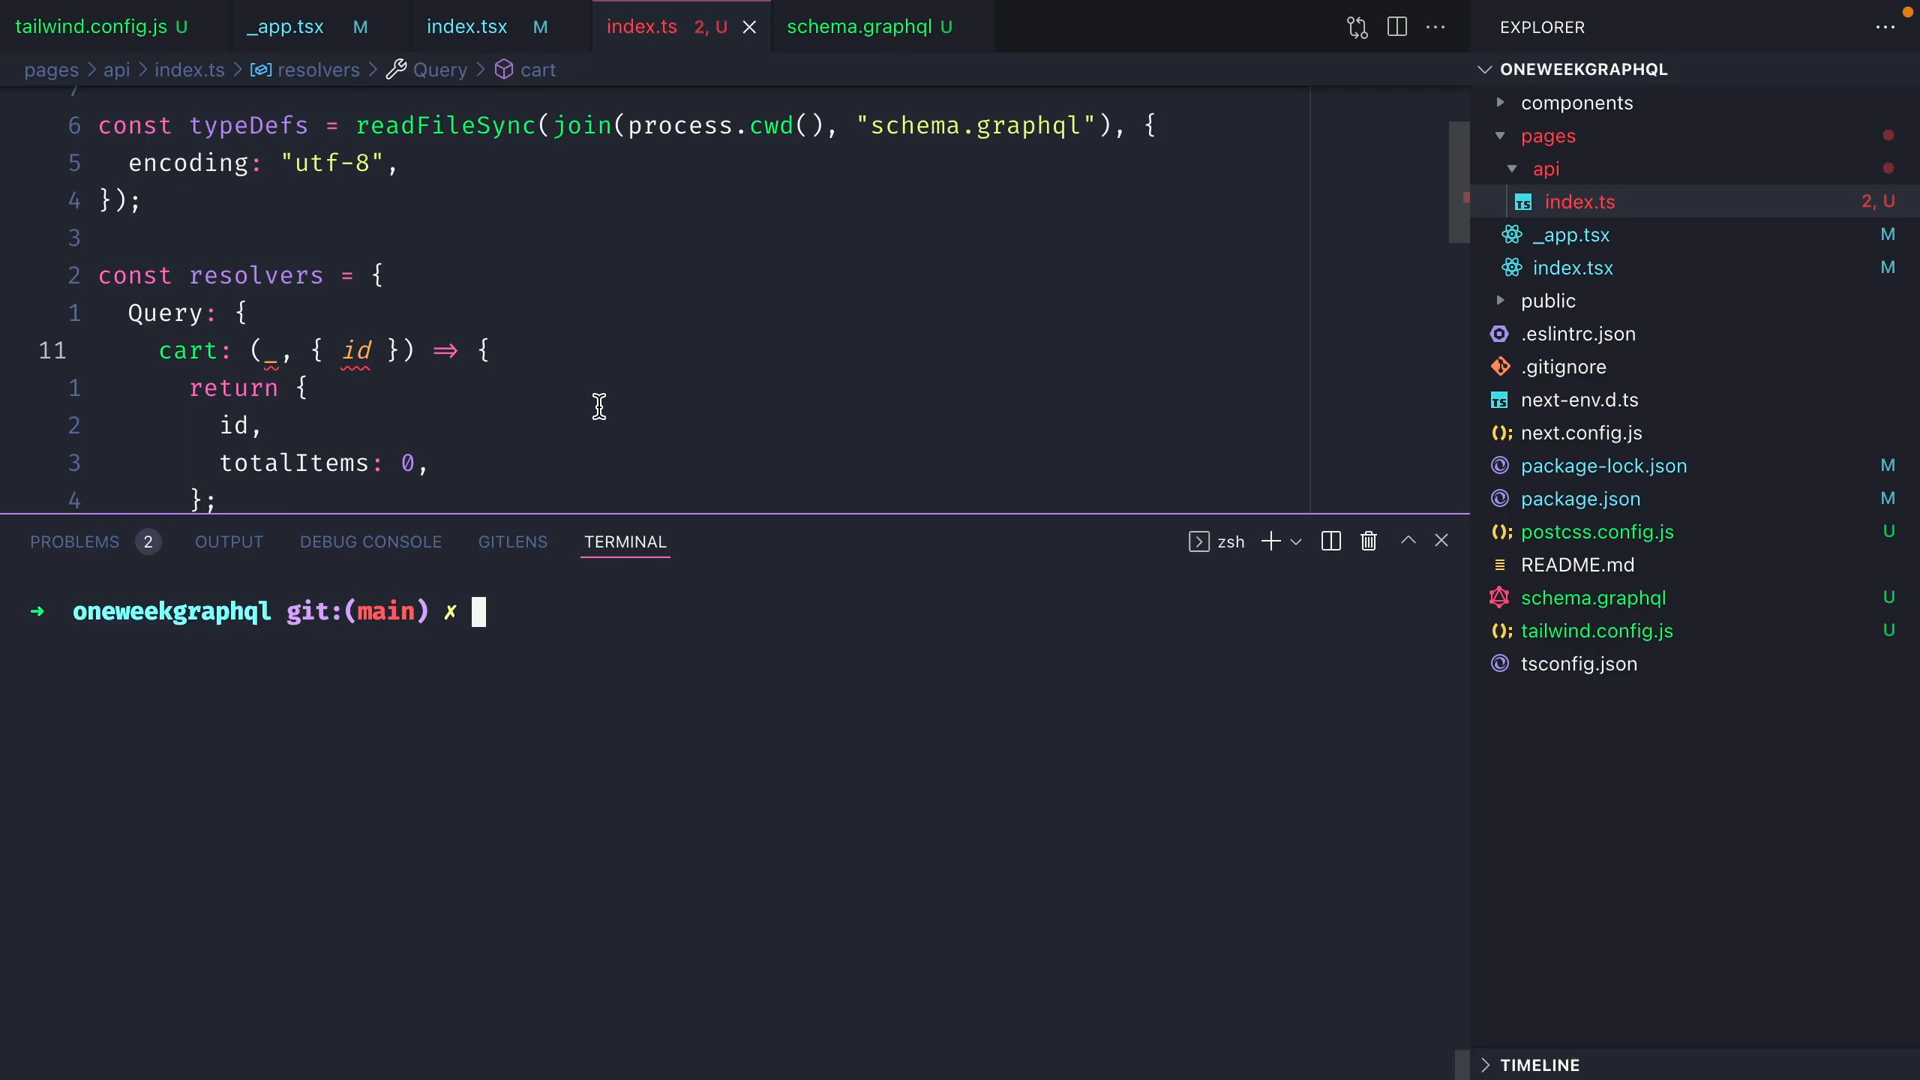 tailwind.config.js U _app.tsx M index.tsx M index.ts 2, U schema.graphql U
pages > api > index.ts > resolvers > Query > cart
7
6 const typeDefs = readFileSync(join(process.cwd(), "schema.graphql"), {
5 encoding: "utf-8",
4 });
3
2 const resolvers = {
1 Query: {
11 cart: (_, { id }) => {
1 return {
2 id,
3 totalItems: 0,
4 };
PROBLEMS 2 OUTPUT DEBUG CONSOLE GITLENS TERMINAL zsh
→ oneweekgraphql git:(main) ✗
EXPLORER
ONEWEEKGRAPHQL
components
pages
api
index.ts 2, U
_app.tsx M
index.tsx M
public
.eslintrc.json
.gitignore
next-env.d.ts
next.config.js
package-lock.json M
package.json M
postcss.config.js U
README.md
schema.graphql U
tailwind.config.js U
tsconfig.json
TIMELINE